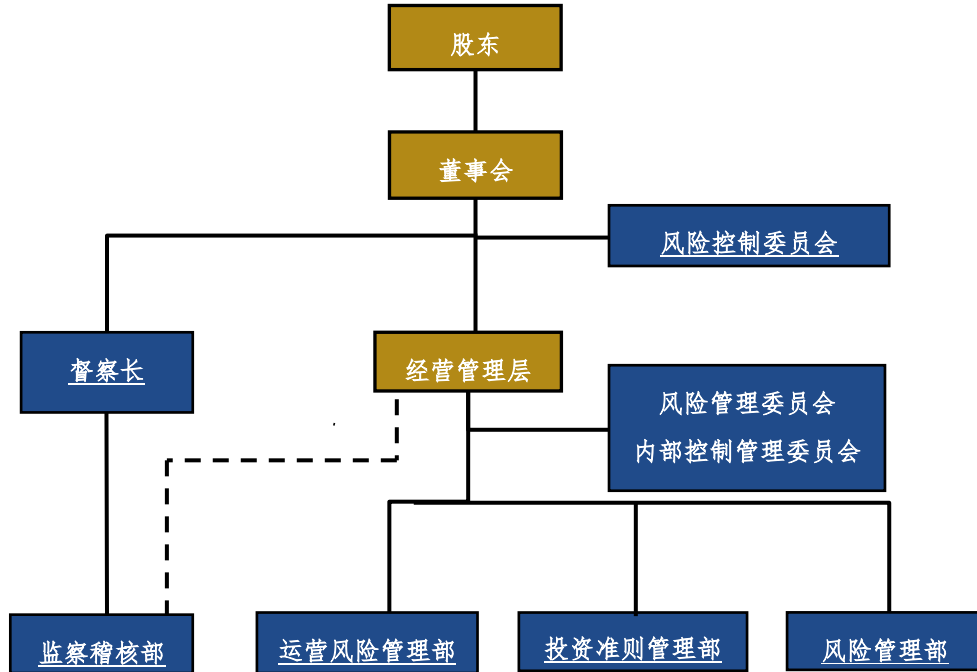 股东
董事会
风险控制委员会
督察长
经营管理层
风险管理委员会
内部控制管理委员会
监察稽核部
运营风险管理部
投资准则管理部
风险管理部